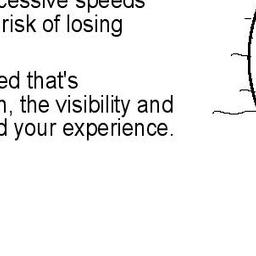 cessive speeds
risk of losing
ed that's
n, the visibility and
d your experience.